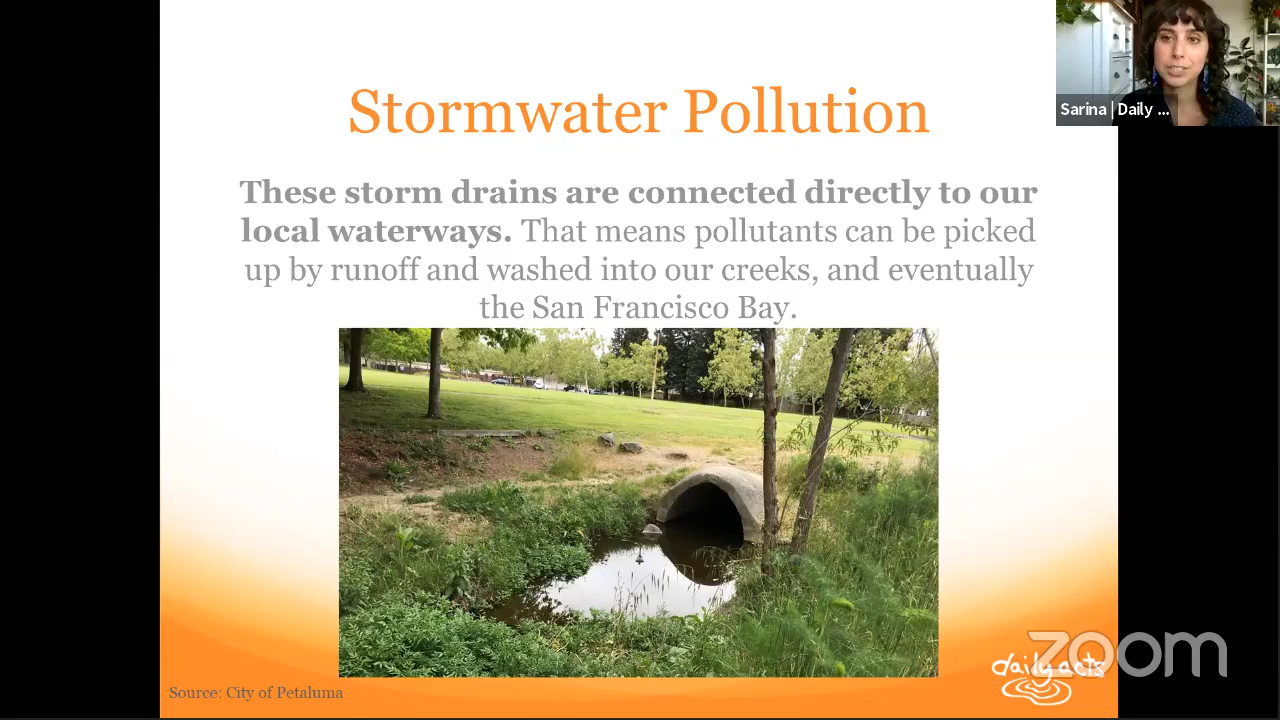 Sarina | Daily ...
Stormwater Pollution
These storm drains are connected directly to our
local waterways. That means pollutants can be picked
up by runoff and washed into our creeks, and eventually
the San Francisco Bay.
Source: City of Petaluma
daily acts
zoom